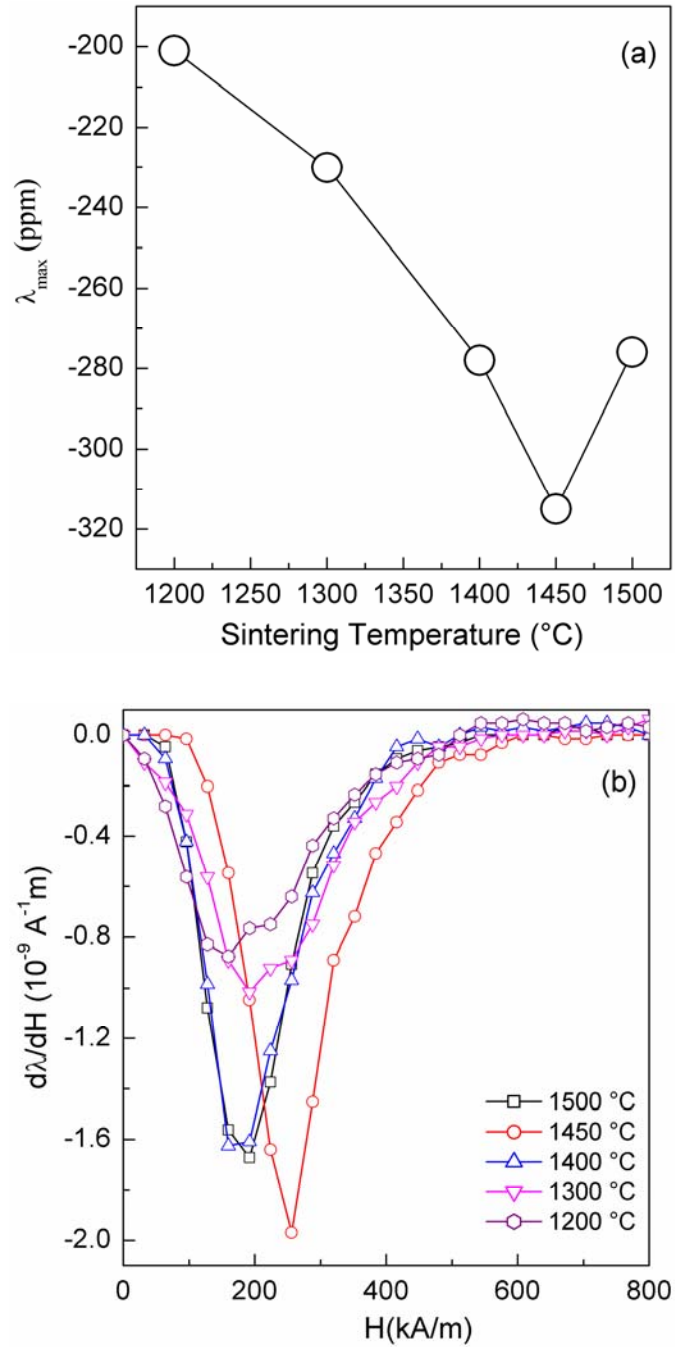 (a)
-200
-220
-240
-260
-280
-300
-320
λmax (ppm)
1200 1250 1300 1350 1400 1450 1500
Sintering Temperature (°C)
(b)
0.0
-0.4
-0.8
-1.2
-1.6
-2.0
dλ/dH (10⁻⁹ A⁻¹m)
1500 °C
1450 °C
1400 °C
1300 °C
1200 °C
0 200 400 600 800
H(kA/m)